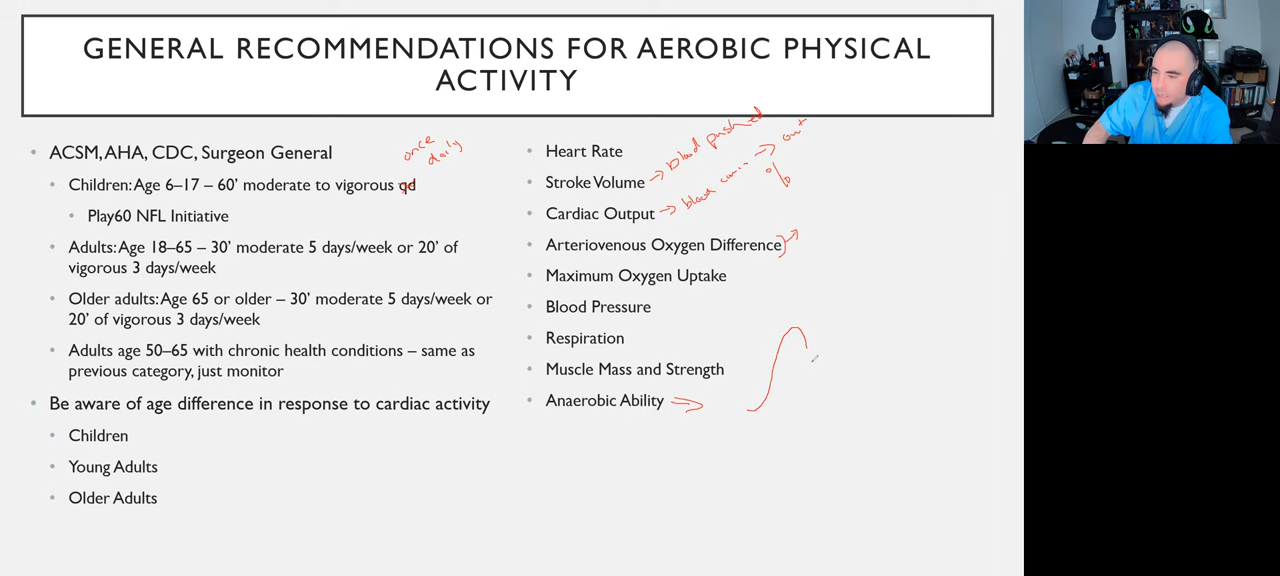 GENERAL RECOMMENDATIONS FOR AEROBIC PHYSICAL
ACTIVITY
• ACSM, AHA, CDC, Surgeon General
once
daily
• Children: Age 6–17 – 60’ moderate to vigorous qd
• Play60 NFL Initiative
• Adults: Age 18–65 – 30’ moderate 5 days/week or 20’ of
vigorous 3 days/week
• Older adults: Age 65 or older – 30’ moderate 5 days/week or
20’ of vigorous 3 days/week
• Adults age 50–65 with chronic health conditions – same as
previous category, just monitor
• Be aware of age difference in response to cardiac activity
• Children
• Young Adults
• Older Adults
• Heart Rate
• Stroke Volume → blood pushed
• Cardiac Output → blood → out
%
• Arteriovenous Oxygen Difference
• Maximum Oxygen Uptake
• Blood Pressure
• Respiration
• Muscle Mass and Strength
• Anaerobic Ability